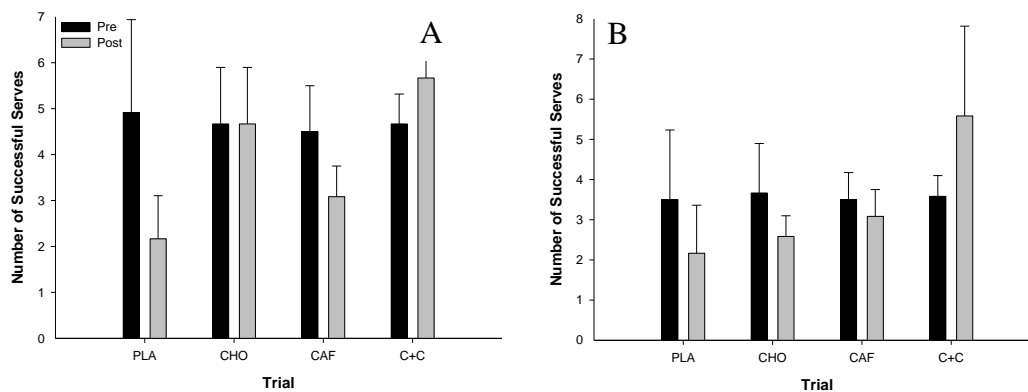 7
6
5
4
3
2
1
0
Number of Successful Serves
Pre
Post
A
PLA
CHO
CAF
C+C
Trial
8
7
6
5
4
3
2
1
0
Number of Successful Serves
B
PLA
CHO
CAF
C+C
Trial